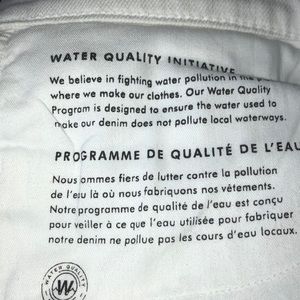 WATER QUALITY INITIATIVE
We believe in fighting water pollution in the
where we make our clothes. Our Water Quality
Program is designed to ensure the water used to
make our denim does not pollute local waterways.
PROGRAMME DE QUALITÉ DE L'EAU
Nous sommes fiers de lutter contre la pollution
de l'eau là où nous fabriquons nos vêtements.
Notre programme de qualité de l'eau est conçu
pour veiller à ce que l'eau utilisée pour fabriquer
notre denim ne pollue pas les cours d'eau locaux.
WATER QUALITY
W